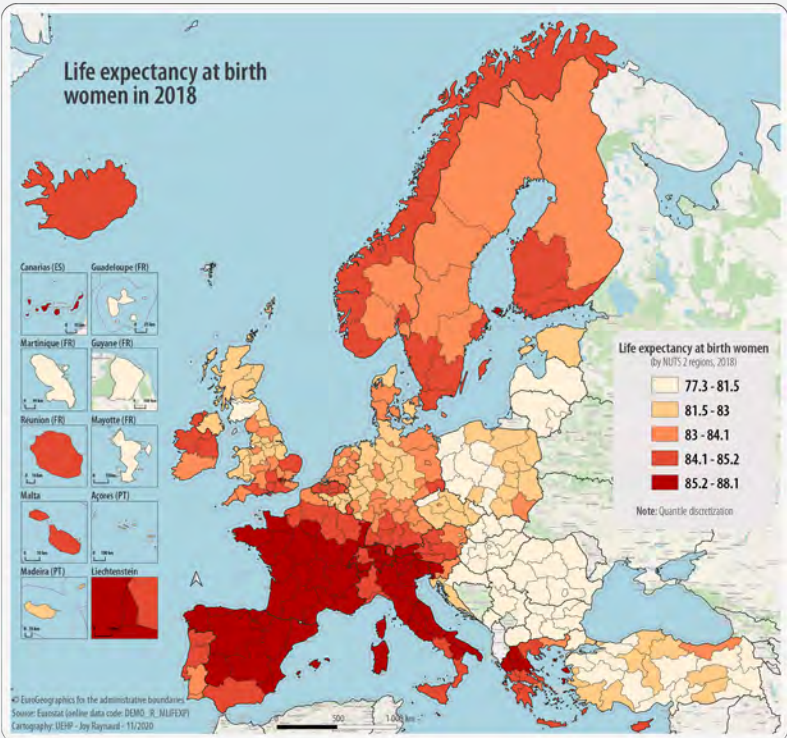 Life expectancy at birth
women in 2018
Canarias (ES)
Guadeloupe (FR)
Martinique (FR)
Guyane (FR)
Réunion (FR)
Mayotte (FR)
Malta
Açores (PT)
Madeira (PT)
Liechtenstein
Life expectancy at birth women
(by NUTS 2 regions, 2018)
77.3 - 81.5
81.5 - 83
83 - 84.1
84.1 - 85.2
85.2 - 88.1
Note: Quantile discretization
© EuroGeographics for the administrative boundaries
Source: Eurostat (online data code: DEMO_R_MLIFEXP)
Cartography: UEHP - Joy Raynaud - 11/2020
0 500 1 000 km